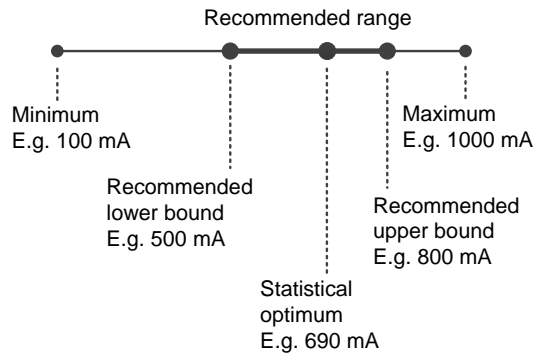 Recommended range
Minimum
E.g. 100 mA
Maximum
E.g. 1000 mA
Recommended
lower bound
E.g. 500 mA
Recommended
upper bound
E.g. 800 mA
Statistical
optimum
E.g. 690 mA